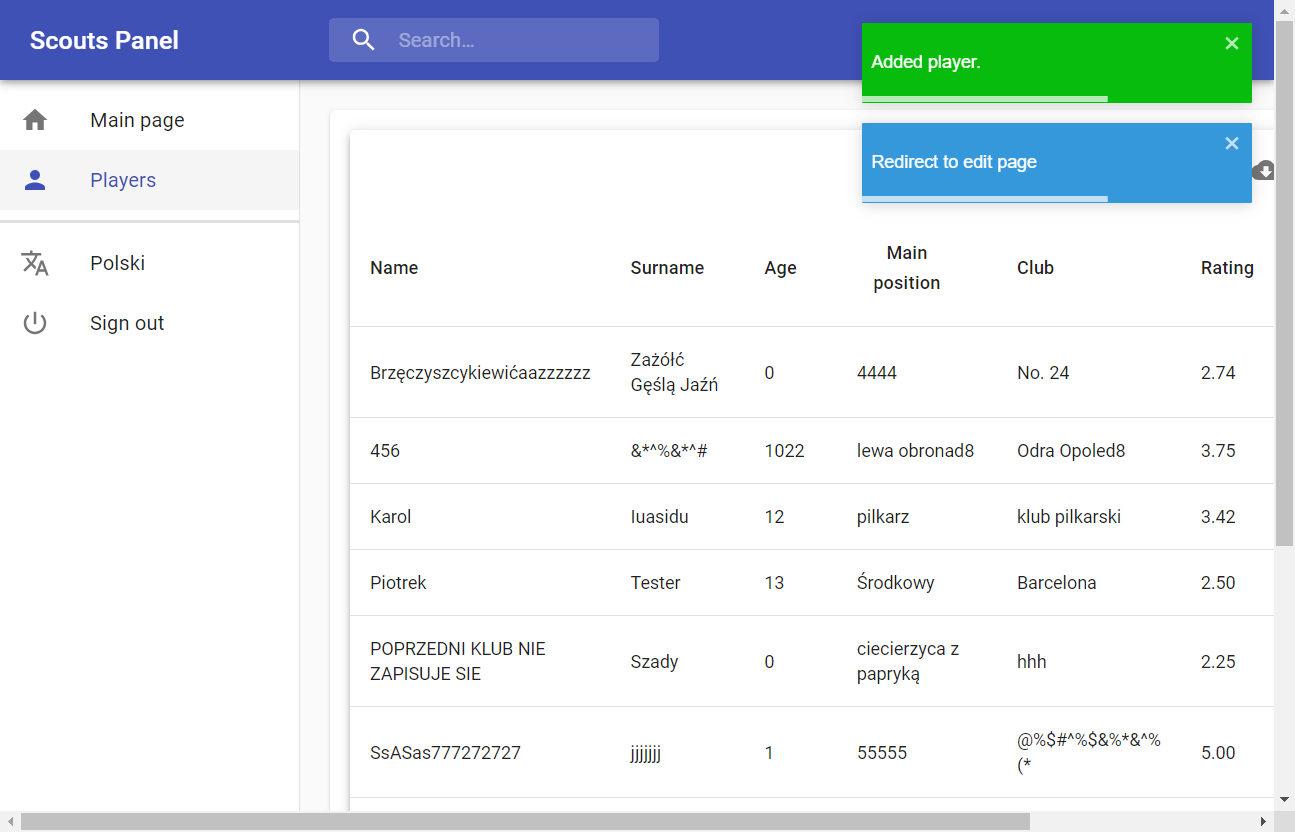 Scouts Panel
Search…
Added player.
Redirect to edit page
Main page
Players
Polski
Sign out
Name Surname Age Main position Club Rating
Brzęczyszcykiewićaazzzzzz Zażółć Gęślą Jaźń 0 4444 No. 24 2.74
456 &*^%&*^# 1022 lewa obronad8 Odra Opoled8 3.75
Karol Iuasidu 12 pilkarz klub pilkarski 3.42
Piotrek Tester 13 Środkowy Barcelona 2.50
POPRZEDNI KLUB NIE ZAPISUJE SIE Szady 0 ciecierzyca z papryką hhh 2.25
SsASas777272727 jjjjjjj 1 55555 @%$#^%$&%*&^%(* 5.00